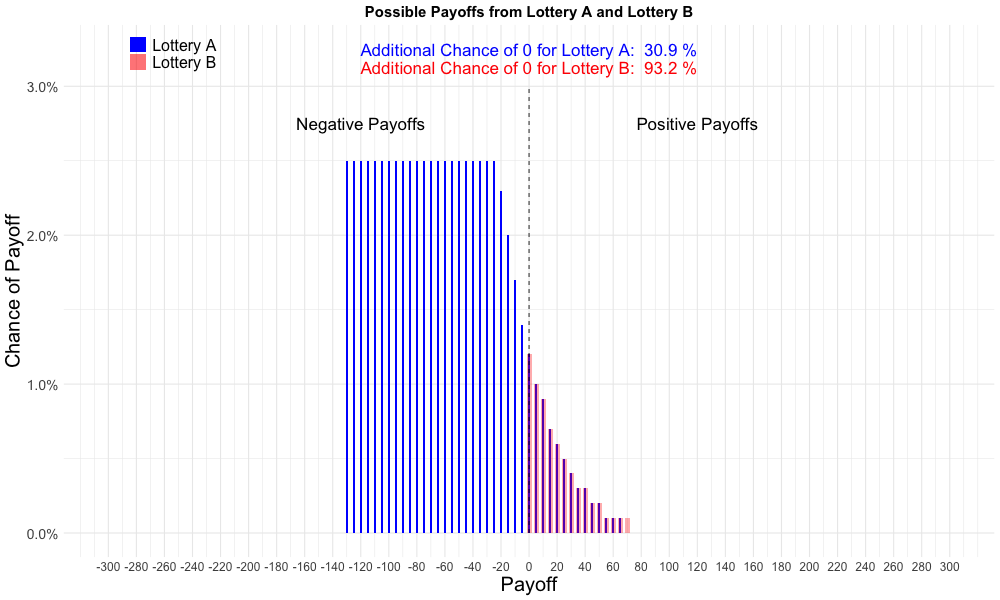 Possible Payoffs from Lottery A and Lottery B
Lottery A
Lottery B
Additional Chance of 0 for Lottery A:  30.9 %
Additional Chance of 0 for Lottery B:  93.2 %
Negative Payoffs
Positive Payoffs
Chance of Payoff
3.0%
2.0%
1.0%
0.0%
-300 -280 -260 -240 -220 -200 -180 -160 -140 -120 -100 -80 -60 -40 -20 0 20 40 60 80 100 120 140 160 180 200 220 240 260 280 300
Payoff